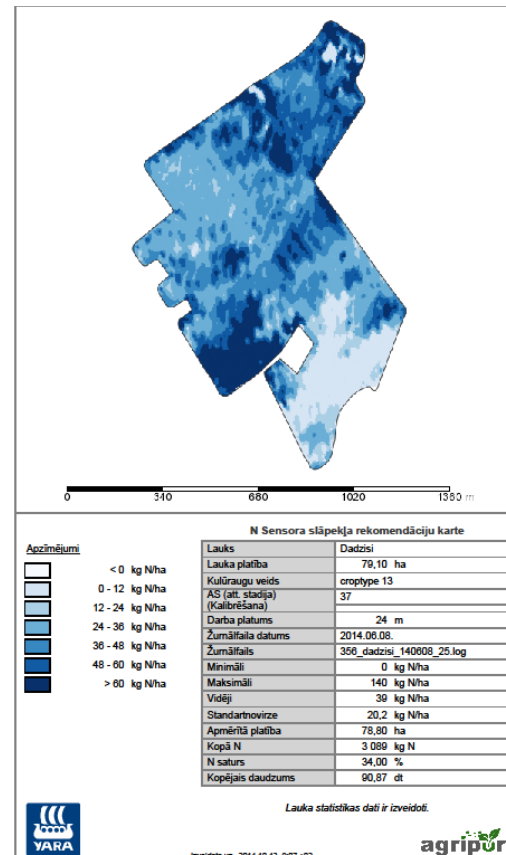 0 340 680 1020 1360 m
N Sensora slāpekļa rekomendāciju karte
Apzīmējumi
< 0 kg N/ha
0 - 12 kg N/ha
12 - 24 kg N/ha
24 - 36 kg N/ha
36 - 48 kg N/ha
48 - 60 kg N/ha
> 60 kg N/ha
Lauks Dadzisi
Lauka platība 79,10 ha
Kultūraugu veids croptype 13
AS (att. stadija) 37
(Kalibrēšana)
Darba platums 24 m
Žurnālfaila datums 2014.06.08.
Žurnālfails 356_dadzisi_140608_25.log
Minimāli 0 kg N/ha
Maksimāli 140 kg N/ha
Vidēji 39 kg N/ha
Standartnovirze 20,2 kg N/ha
Apmērītā platība 78,80 ha
Kopā N 3 089 kg N
N saturs 34,00 %
Kopējais daudzums 90,87 dt
Lauka statistikas dati ir izveidoti.
YARA
agripor